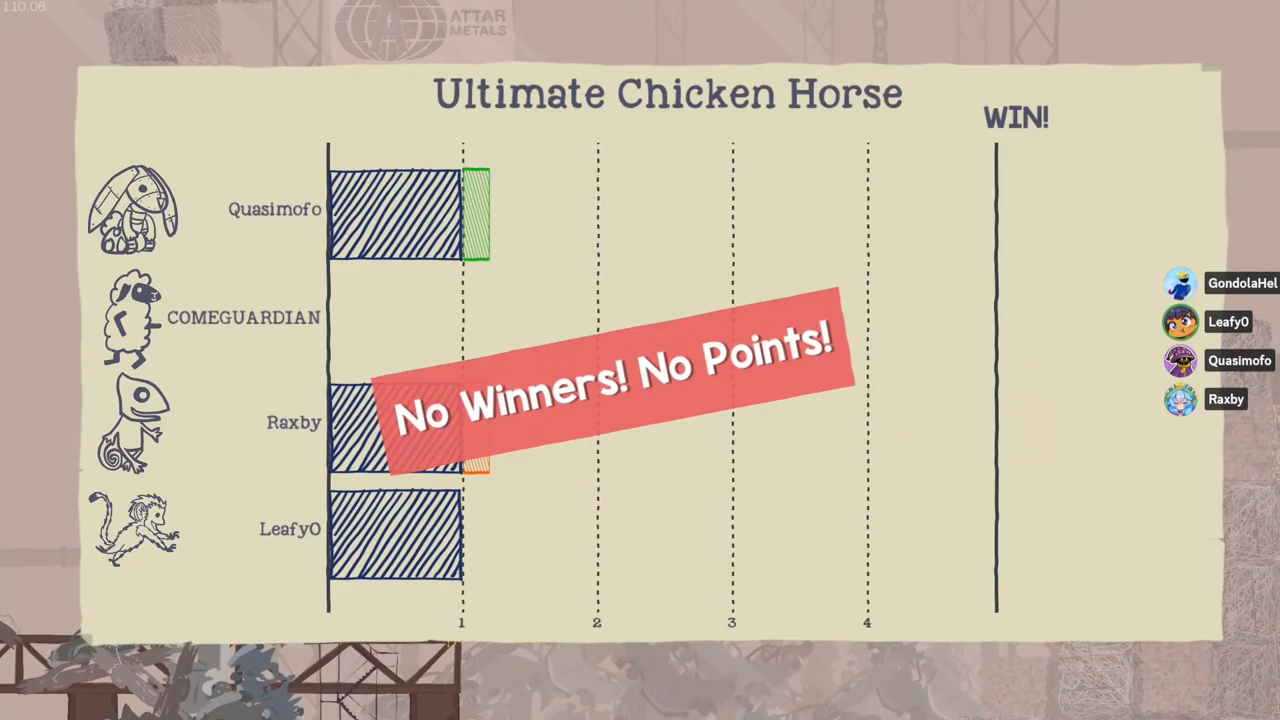 1.10.06
ATTAR
METALS
Ultimate Chicken Horse
WIN!
Quasimofo
COMEGUARDIAN
Raxby
Leafy0
No Winners! No Points!
1
2
3
4
GondolaHel
Leafy0
Quasimofo
Raxby